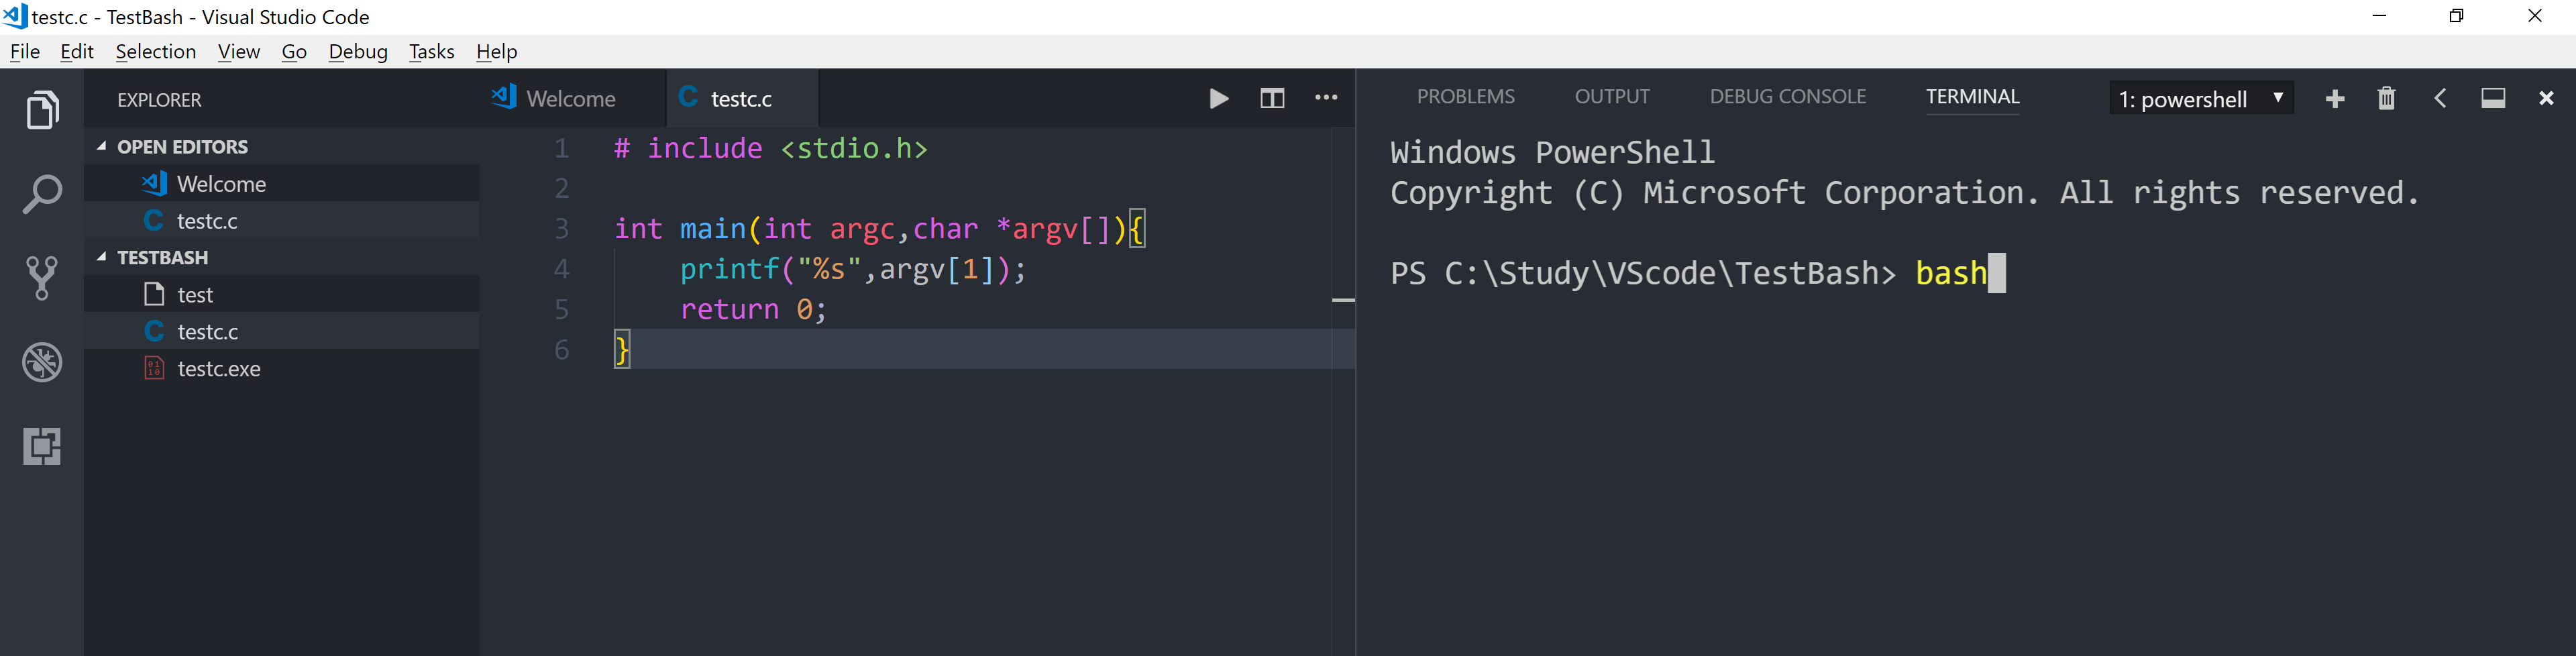 testc.c - TestBash - Visual Studio Code
File Edit Selection View Go Debug Tasks Help
EXPLORER
OPEN EDITORS
Welcome
testc.c
TESTBASH
test
testc.c
testc.exe
Welcome testc.c
1 # include <stdio.h>
2
3 int main(int argc,char *argv[]){
4     printf("%s",argv[1]);
5     return 0;
6 }
PROBLEMS OUTPUT DEBUG CONSOLE TERMINAL 1: powershell
Windows PowerShell
Copyright (C) Microsoft Corporation. All rights reserved.
PS C:\Study\VScode\TestBash> bash